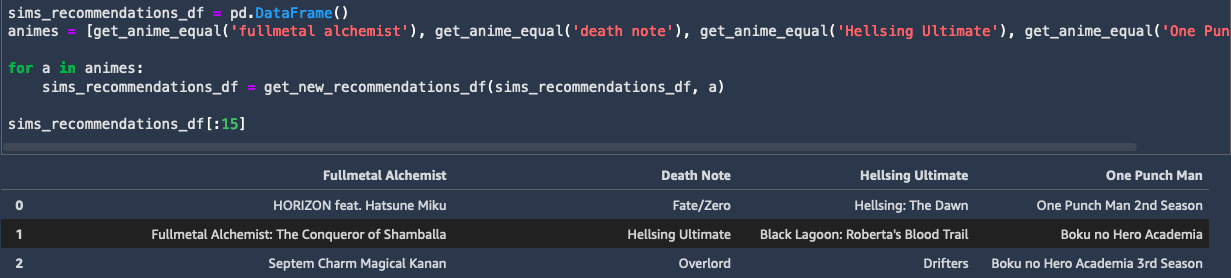 sims_recommendations_df = pd.DataFrame()
animes = [get_anime_equal('fullmetal alchemist'), get_anime_equal('death note'), get_anime_equal('Hellsing Ultimate'), get_anime_equal('One Pun
for a in animes:
    sims_recommendations_df = get_new_recommendations_df(sims_recommendations_df, a)
sims_recommendations_df[:15]
Fullmetal Alchemist Death Note Hellsing Ultimate One Punch Man
0 HORIZON feat. Hatsune Miku Fate/Zero Hellsing: The Dawn One Punch Man 2nd Season
1 Fullmetal Alchemist: The Conqueror of Shamballa Hellsing Ultimate Black Lagoon: Roberta's Blood Trail Boku no Hero Academia
2 Septem Charm Magical Kanan Overlord Drifters Boku no Hero Academia 3rd Season